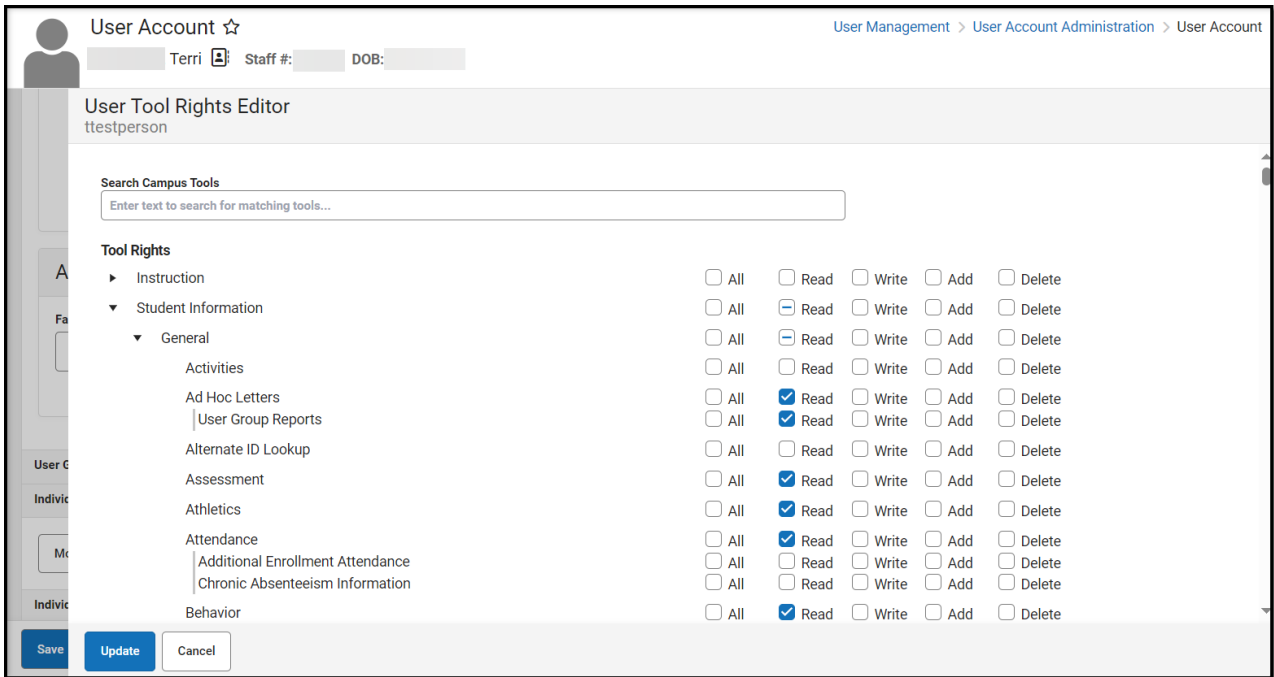 User Account
User Management > User Account Administration > User Account
Terri Staff #: DOB:
User Tool Rights Editor
ttestperson
Search Campus Tools
Enter text to search for matching tools...
Tool Rights
A
Instruction All Read Write Add Delete
Student Information All Read Write Add Delete
Fa
General All Read Write Add Delete
Activities All Read Write Add Delete
Ad Hoc Letters All Read Write Add Delete
User Group Reports All Read Write Add Delete
Alternate ID Lookup All Read Write Add Delete
User G
Assessment All Read Write Add Delete
Individ
Athletics All Read Write Add Delete
Attendance All Read Write Add Delete
Mo
Additional Enrollment Attendance All Read Write Add Delete
Chronic Absenteeism Information All Read Write Add Delete
Individ
Behavior All Read Write Add Delete
Save Update Cancel